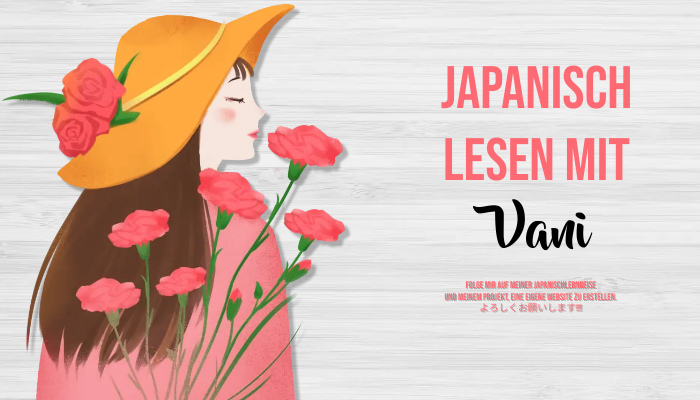 JAPANISCH
LESEN MIT
Vani
FOLGE MIR AUF MEINER JAPANISCHLERNREISE
UND MEINEM PROJEKT, EINE EIGENE WEBSITE ZU ERSTELLEN.
よろしくお願いします!!!